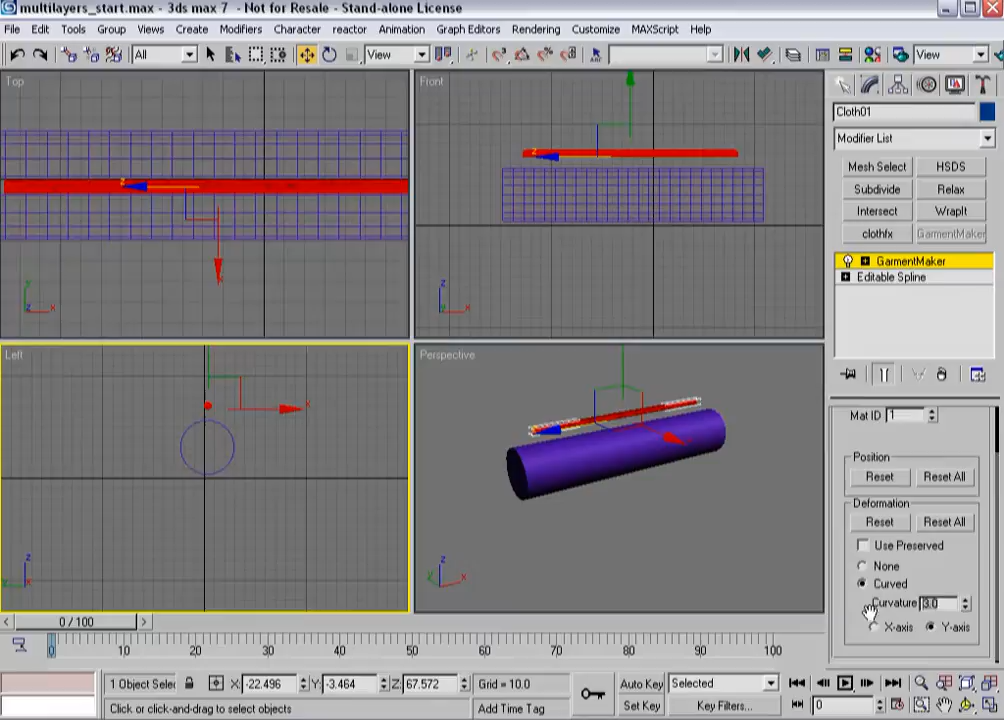 multilayers_start.max - 3ds max 7 - Not for Resale - Stand-alone License
File Edit Tools Group Views Create Modifiers Character reactor Animation Graph Editors Rendering Customize MAXScript Help
All View View
Top Front
Cloth01
Modifier List
Mesh Select HSDS
Subdivide Relax
Intersect WrapIt
clothfx GarmentMaker
GarmentMaker
Editable Spline
z x z x
y x z x
Left Perspective
Mat ID 1
Position
Reset Reset All
Deformation
Reset Reset All
Use Preserved
None
Curved
Curvature 3.0
X-axis Y-axis
x
z z x
< 0 / 100 >
0 10 20 30 40 50 60 70 80 90 100
1 Object Selec X: -22.496 Y: -3.464 Z: 67.572 Grid = 10.0 Auto Key Selected
Click or click-and-drag to select objects Add Time Tag Set Key Key Filters... 0